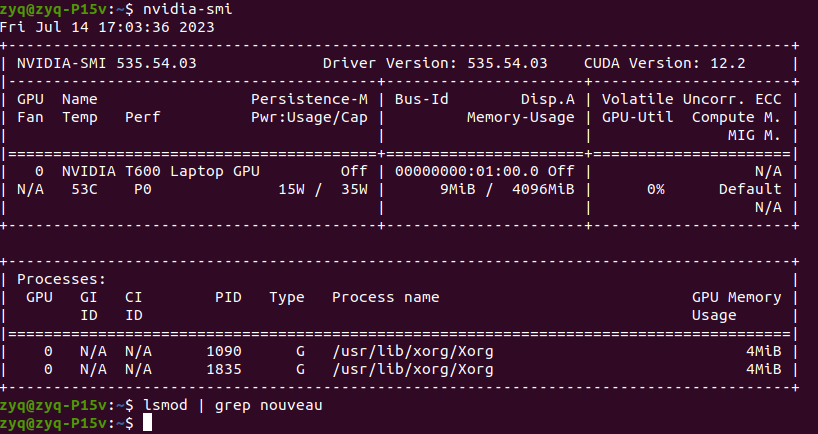 zyq@zyq-P15v:~$ nvidia-smi
Fri Jul 14 17:03:36 2023
+---------------------------------------------------------------------------------------+
| NVIDIA-SMI 535.54.03              Driver Version: 535.54.03    CUDA Version: 12.2     |
|-----------------------------------------+----------------------+----------------------+
| GPU  Name                 Persistence-M | Bus-Id        Disp.A | Volatile Uncorr. ECC |
| Fan  Temp   Perf          Pwr:Usage/Cap |         Memory-Usage | GPU-Util  Compute M. |
|                                         |                      |               MIG M. |
|=========================================+======================+======================|
|   0  NVIDIA T600 Laptop GPU         Off | 00000000:01:00.0 Off |                  N/A |
| N/A   53C    P0              15W /  35W |      9MiB /  4096MiB |      0%      Default |
|                                         |                      |                  N/A |
+-----------------------------------------+----------------------+----------------------+
+---------------------------------------------------------------------------------------+
| Processes:                                                                            |
|  GPU   GI   CI        PID   Type   Process name                            GPU Memory |
|        ID   ID                                                             Usage      |
|=======================================================================================|
|    0   N/A  N/A      1090      G   /usr/lib/xorg/Xorg                            4MiB |
|    0   N/A  N/A      1835      G   /usr/lib/xorg/Xorg                            4MiB |
+---------------------------------------------------------------------------------------+
zyq@zyq-P15v:~$ lsmod | grep nouveau
zyq@zyq-P15v:~$